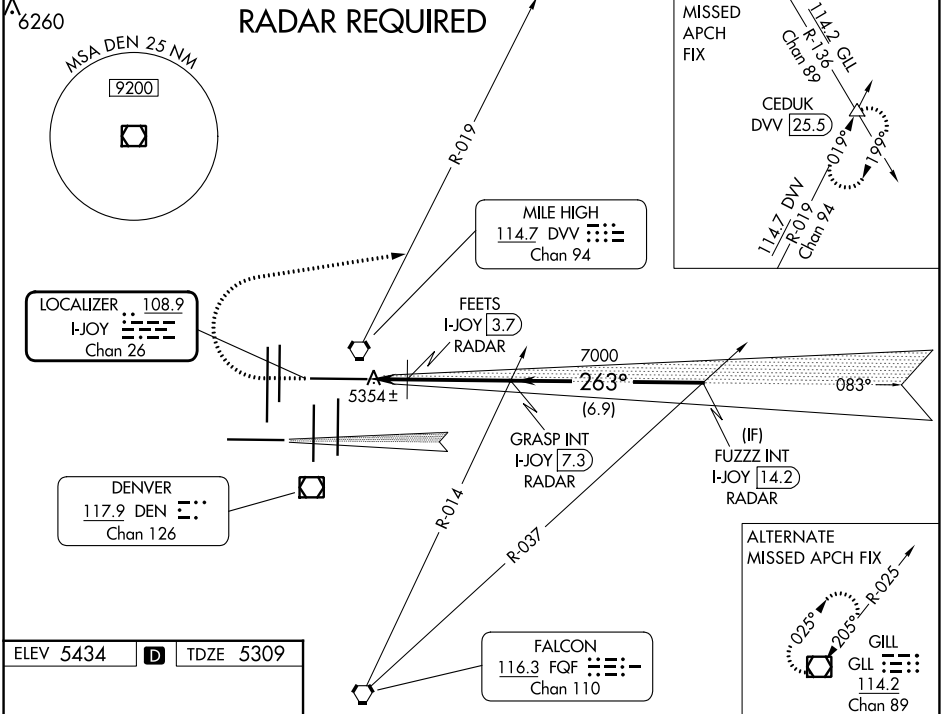 6260
RADAR REQUIRED
MSA DEN 25 NM
9200
R-019
MISSED
APCH
FIX
114.2 GLL
R-136
Chan 89
CEDUK
DVV 25.5
019°
199°
114.7 DVV
R-019
Chan 94
MILE HIGH
114.7 DVV
Chan 94
LOCALIZER 108.9
I-JOY
Chan 26
FEETS
I-JOY 3.7
RADAR
7000
263°
(6.9)
083°
5354 ±
GRASP INT
I-JOY 7.3
RADAR
(IF)
FUZZZ INT
I-JOY 14.2
RADAR
DENVER
117.9 DEN
Chan 126
R-014
R-037
ALTERNATE
MISSED APCH FIX
R-025
025°
205°
GILL
GLL
114.2
Chan 89
FALCON
116.3 FQF
Chan 110
ELEV 5434 D TDZE 5309